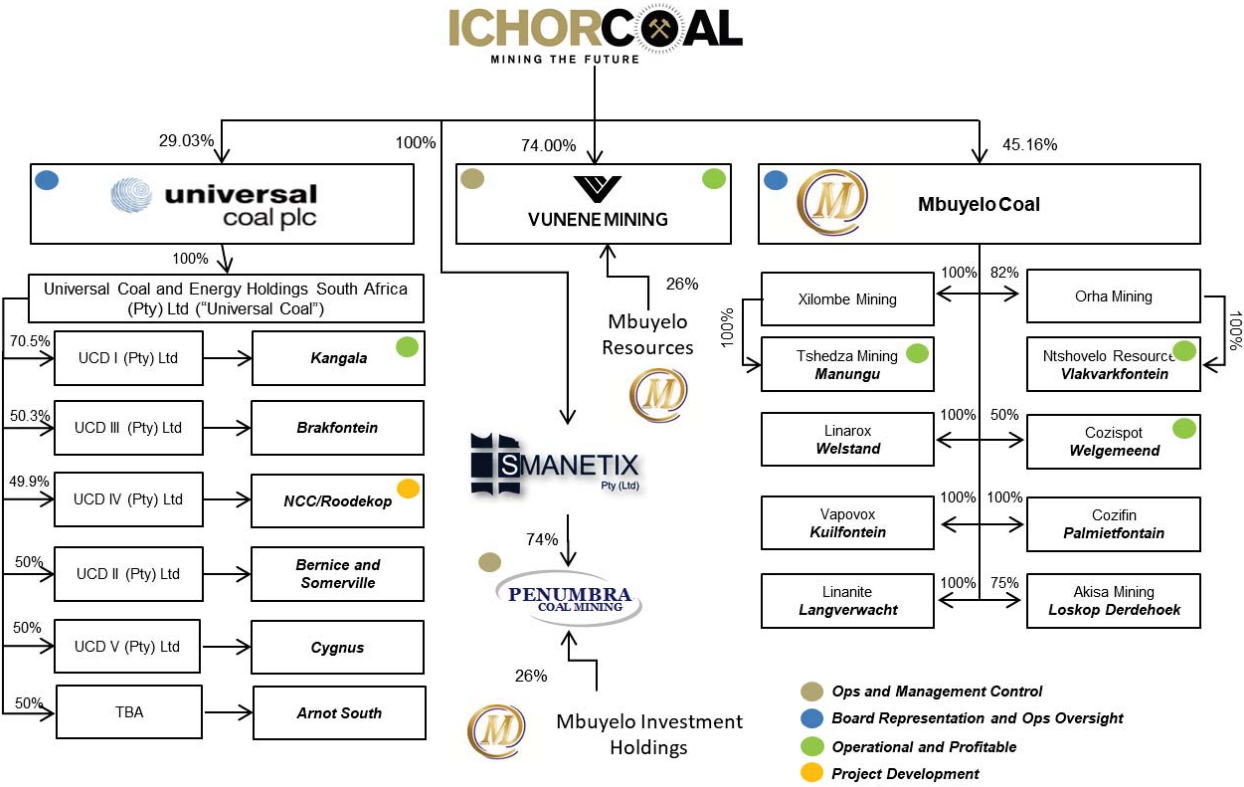 ICHORCOAL
MINING THE FUTURE
29.03%
100%
74.00%
45.16%
universal
coal plc
VUNENE MINING
Mbuyelo Coal
100%
Universal Coal and Energy Holdings South Africa
(Pty) Ltd (“Universal Coal”)
70.5%
UCD I (Pty) Ltd
Kangala
50.3%
UCD III (Pty) Ltd
Brakfontein
49.9%
UCD IV (Pty) Ltd
NCC/Roodekop
50%
UCD II (Pty) Ltd
Bernice and
Somerville
50%
UCD V (Pty) Ltd
Cygnus
50%
TBA
Arnot South
26%
Mbuyelo
Resources
SMANETIX
Pty (Ltd)
74%
PENUMBRA
COAL MINING
26%
Mbuyelo Investment
Holdings
Xilombe Mining
100%
82%
Orha Mining
100%
Tshedza Mining
Manungu
100%
Ntshovelo Resource
Vlakvarkfontein
Linarox
Welstand
100%
50%
Cozispot
Welgemeend
Vapovox
Kuilfontein
100%
100%
Cozifin
Palmietfontain
Linanite
Langverwacht
100%
75%
Akisa Mining
Loskop Derdehoek
Ops and Management Control
Board Representation and Ops Oversight
Operational and Profitable
Project Development